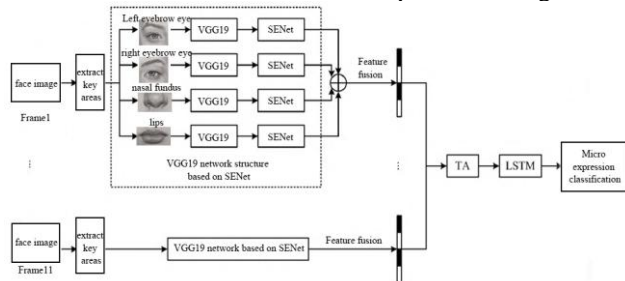 Left eyebrow eye
VGG19
SENet
right eyebrow eye
VGG19
SENet
nasal fundus
VGG19
SENet
lips
VGG19
SENet
face image
Frame1
extract
key
areas
VGG19 network structure
based on SENet
Feature
fusion
TA
LSTM
Micro
expression
classification
face image
Frame11
extract
key
areas
VGG19 network based on SENet
Feature fusion